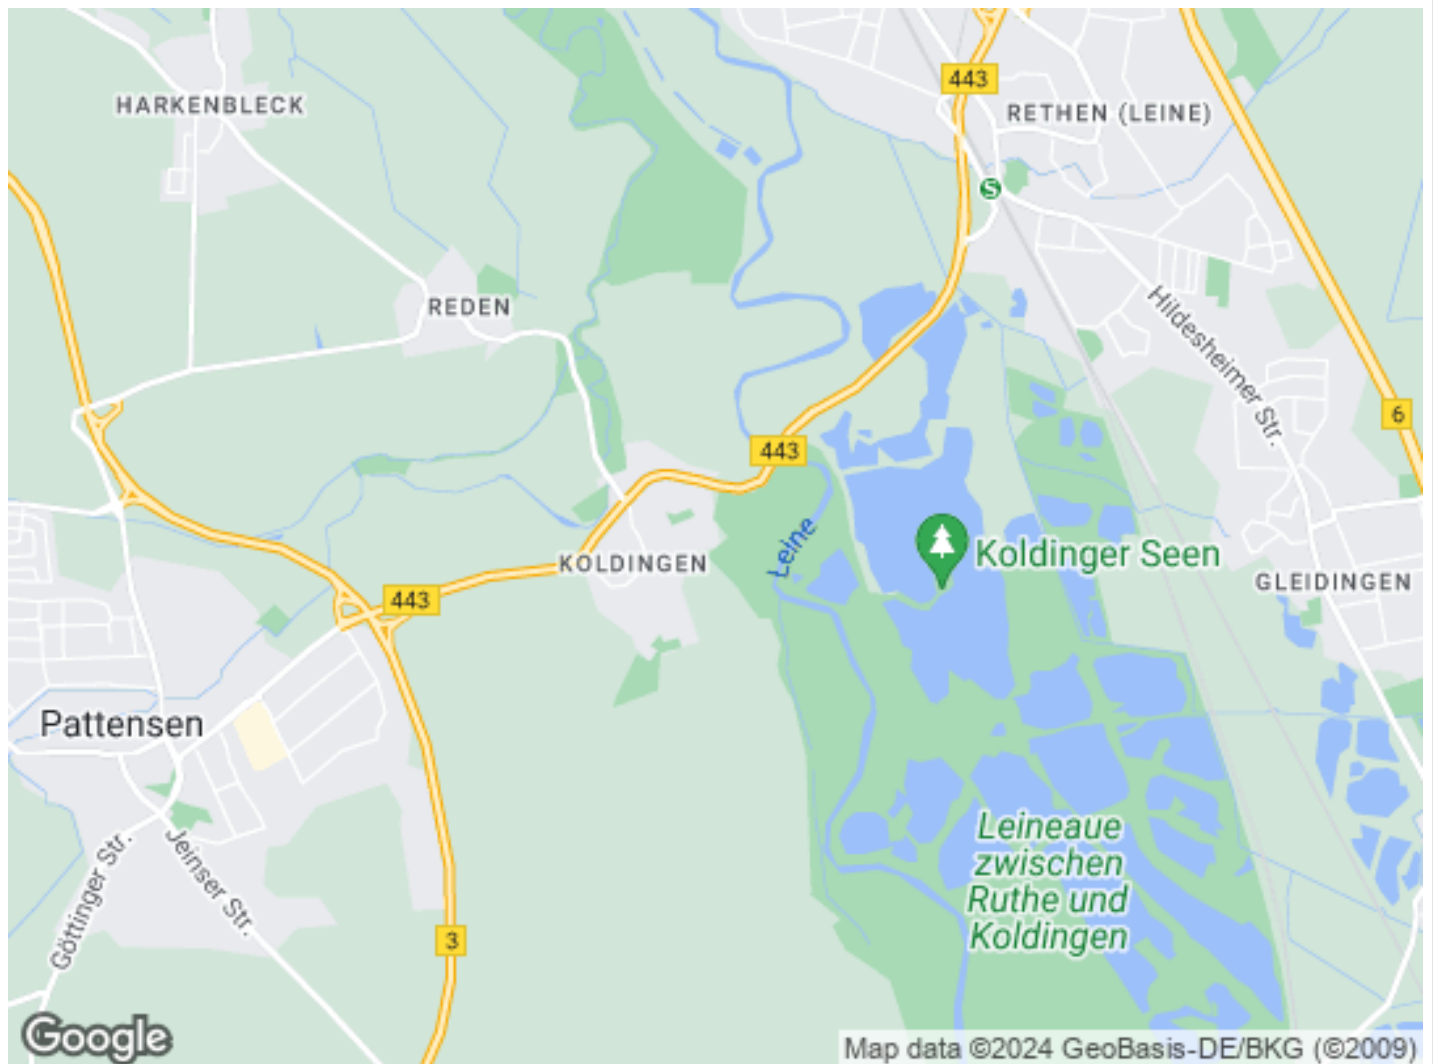 443
HARKENBLECK
RETHEN (LEINE)
S
REDEN
Hildesheimer Str.
6
443
Leine
Koldinger Seen
KOLDINGEN
GLEIDINGEN
443
Pattensen
Leineaue
zwischen
Ruthe und
Koldingen
Göttinger Str.
Jeinser Str.
3
Google
Map data ©2024 GeoBasis-DE/BKG (©2009)